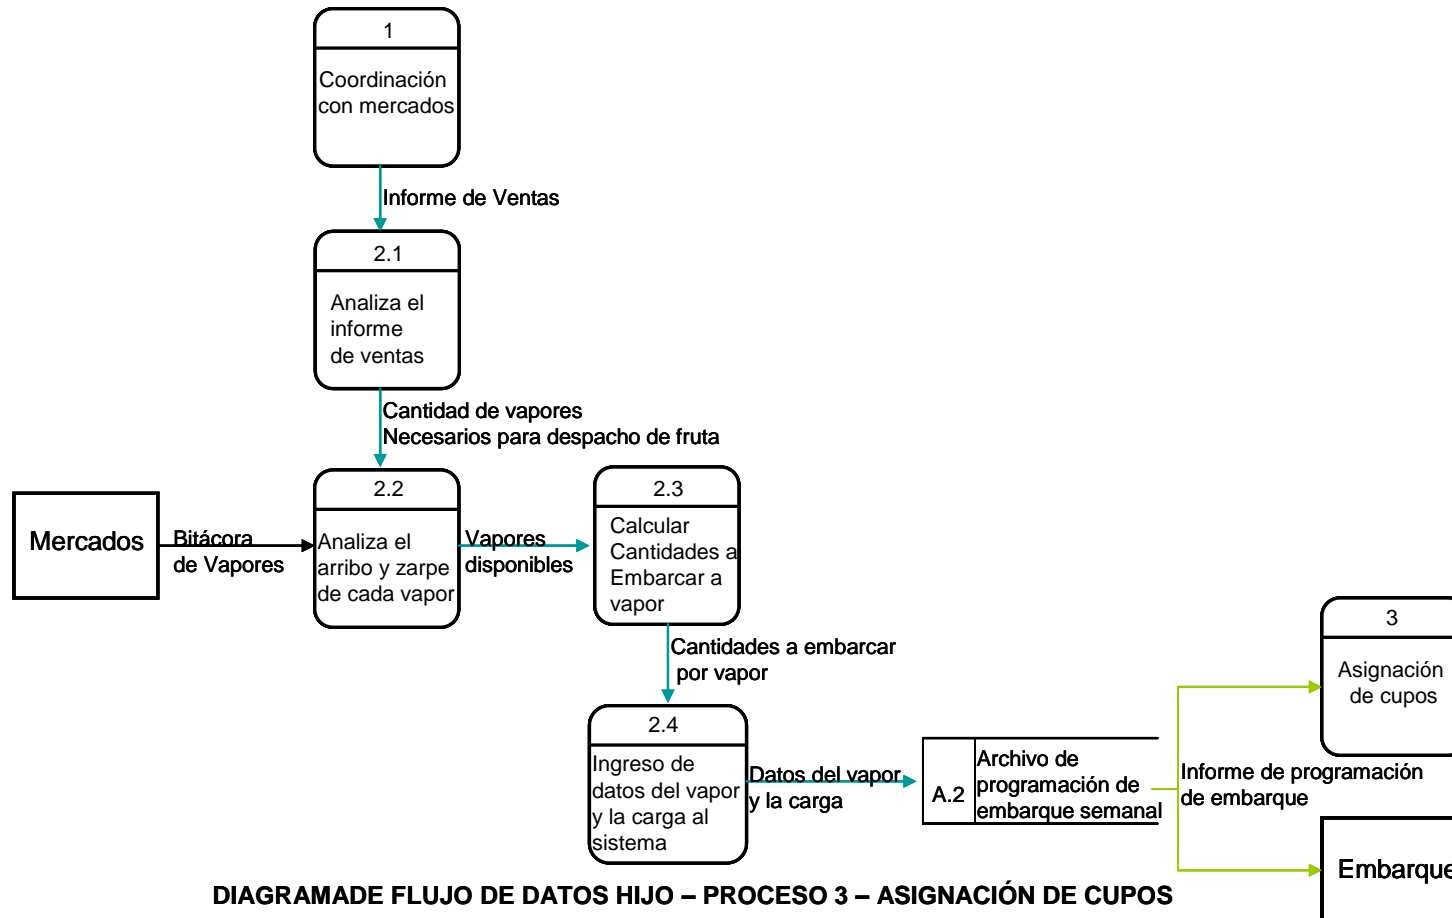 1
Coordinación
con mercados
Informe de Ventas
2.1
Analiza el
informe
de ventas
Cantidad de vapores
Necesarios para despacho de fruta
Mercados
Bitácora
de Vapores
2.2
Analiza el
arribo y zarpe
de cada vapor
Vapores
disponibles
2.3
Calcular
Cantidades a
Embarcar a
vapor
Cantidades a embarcar
por vapor
2.4
Ingreso de
datos del vapor
y la carga al
sistema
Datos del vapor
y la carga
A.2
Archivo de
programación de
embarque semanal
Informe de programación
de embarque
3
Asignación
de cupos
Embarque
DIAGRAMADE FLUJO DE DATOS HIJO – PROCESO 3 – ASIGNACIÓN DE CUPOS